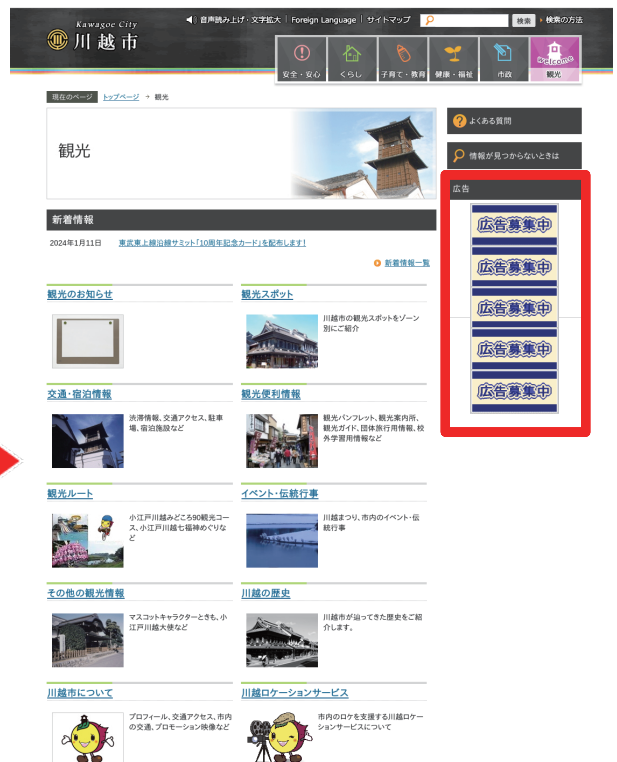 Kawagoe City
川越市
音声読み上げ・文字拡大 | Foreign Language | サイトマップ 検索 検索の方法
安全・安心 くらし 子育て・教育 健康・福祉 市政 welcome 観光
現在のページ トップページ → 観光
観光
よくある質問
情報が見つからないときは
広告
広告募集中
広告募集中
広告募集中
広告募集中
広告募集中
新着情報
2024年1月11日 東武東上線沿線サミット「10周年記念カード」を配布します！
新着情報一覧
観光のお知らせ
観光スポット
川越市の観光スポットをゾーン
別にご紹介
交通・宿泊情報
渋滞情報、交通アクセス、駐車
場、宿泊施設など
観光便利情報
観光パンフレット、観光案内所、
観光ガイド、団体旅行用情報、校
外学習用情報など
観光ルート
小江戸川越みどころ90観光コー
ス、小江戸川越七福神めぐりな
ど
イベント・伝統行事
川越まつり、市内のイベント・伝
統行事
その他の観光情報
マスコットキャラクターときも、小
江戸川越大使など
川越の歴史
川越市が辿ってきた歴史をご紹
介します。
川越市について
プロフィール、交通アクセス、市内
の交通、プロモーション映像など
川越ロケーションサービス
市内のロケを支援する川越ロケー
ションサービスについて